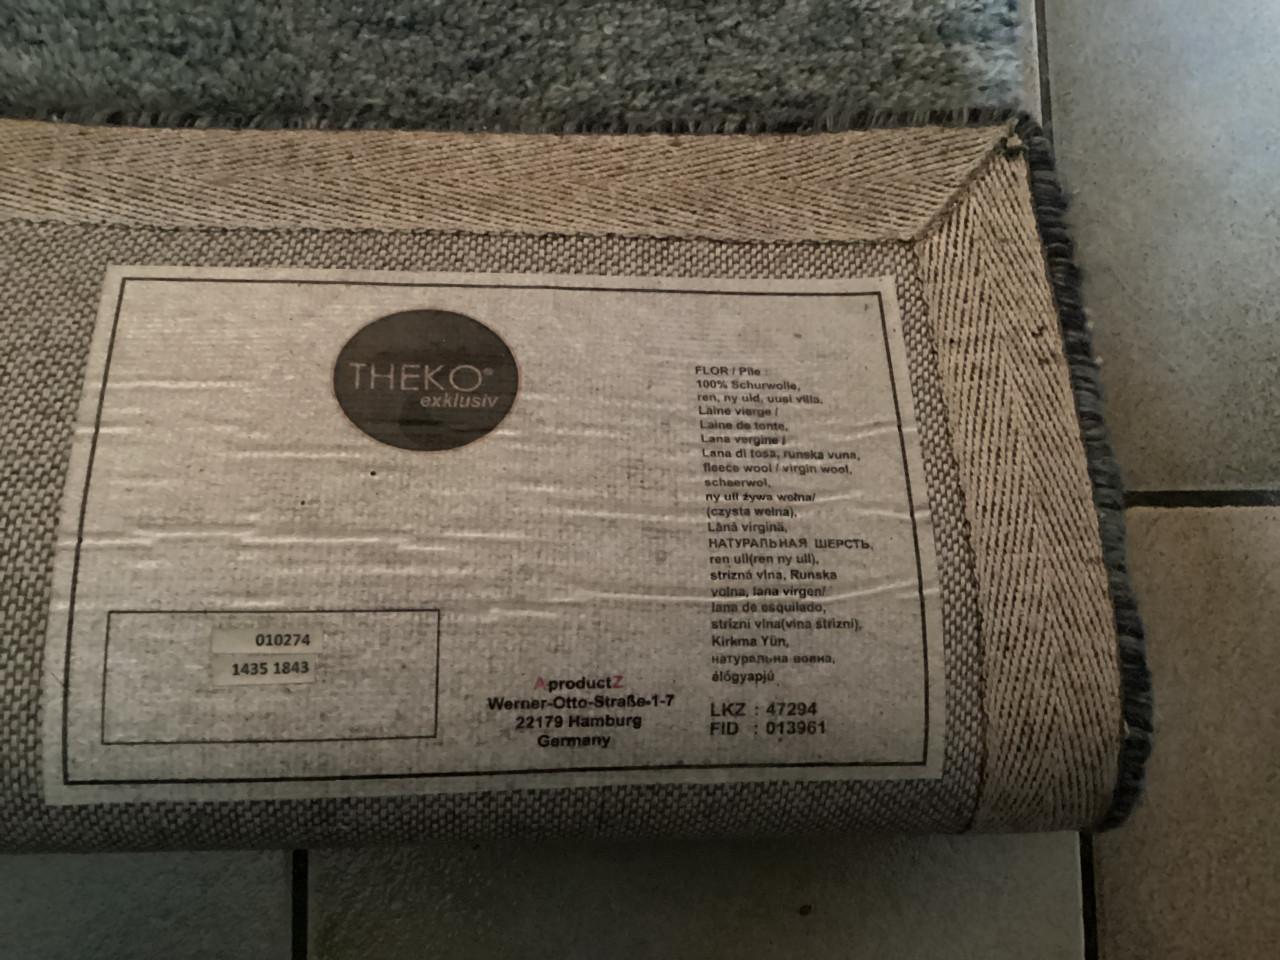 THEKO®
exklusiv
FLOR / Pile :
100% Schurwolle,
ren, ny uld, uusi villa,
Laine vierge /
Laine de tonte,
Lana vergine /
Lana di tosa, runska vuna,
fleece wool / virgin wool,
scheerwol,
ny ull żywa wełna/
(czysta wełna),
Lână virgină,
НАТУРАЛЬНАЯ ШЕРСТЬ,
ren ull(ren ny ull),
strizná vlna, Runska
volna, lana virgen/
lana de esquilado,
střížní vlna(vlna střížní),
Kirkma Yün,
натуральна вовна,
élőgyapjú
010274
1435 1843
AproductZ
Werner-Otto-Straße-1-7
22179 Hamburg
Germany
LKZ : 47294
FID : 013961